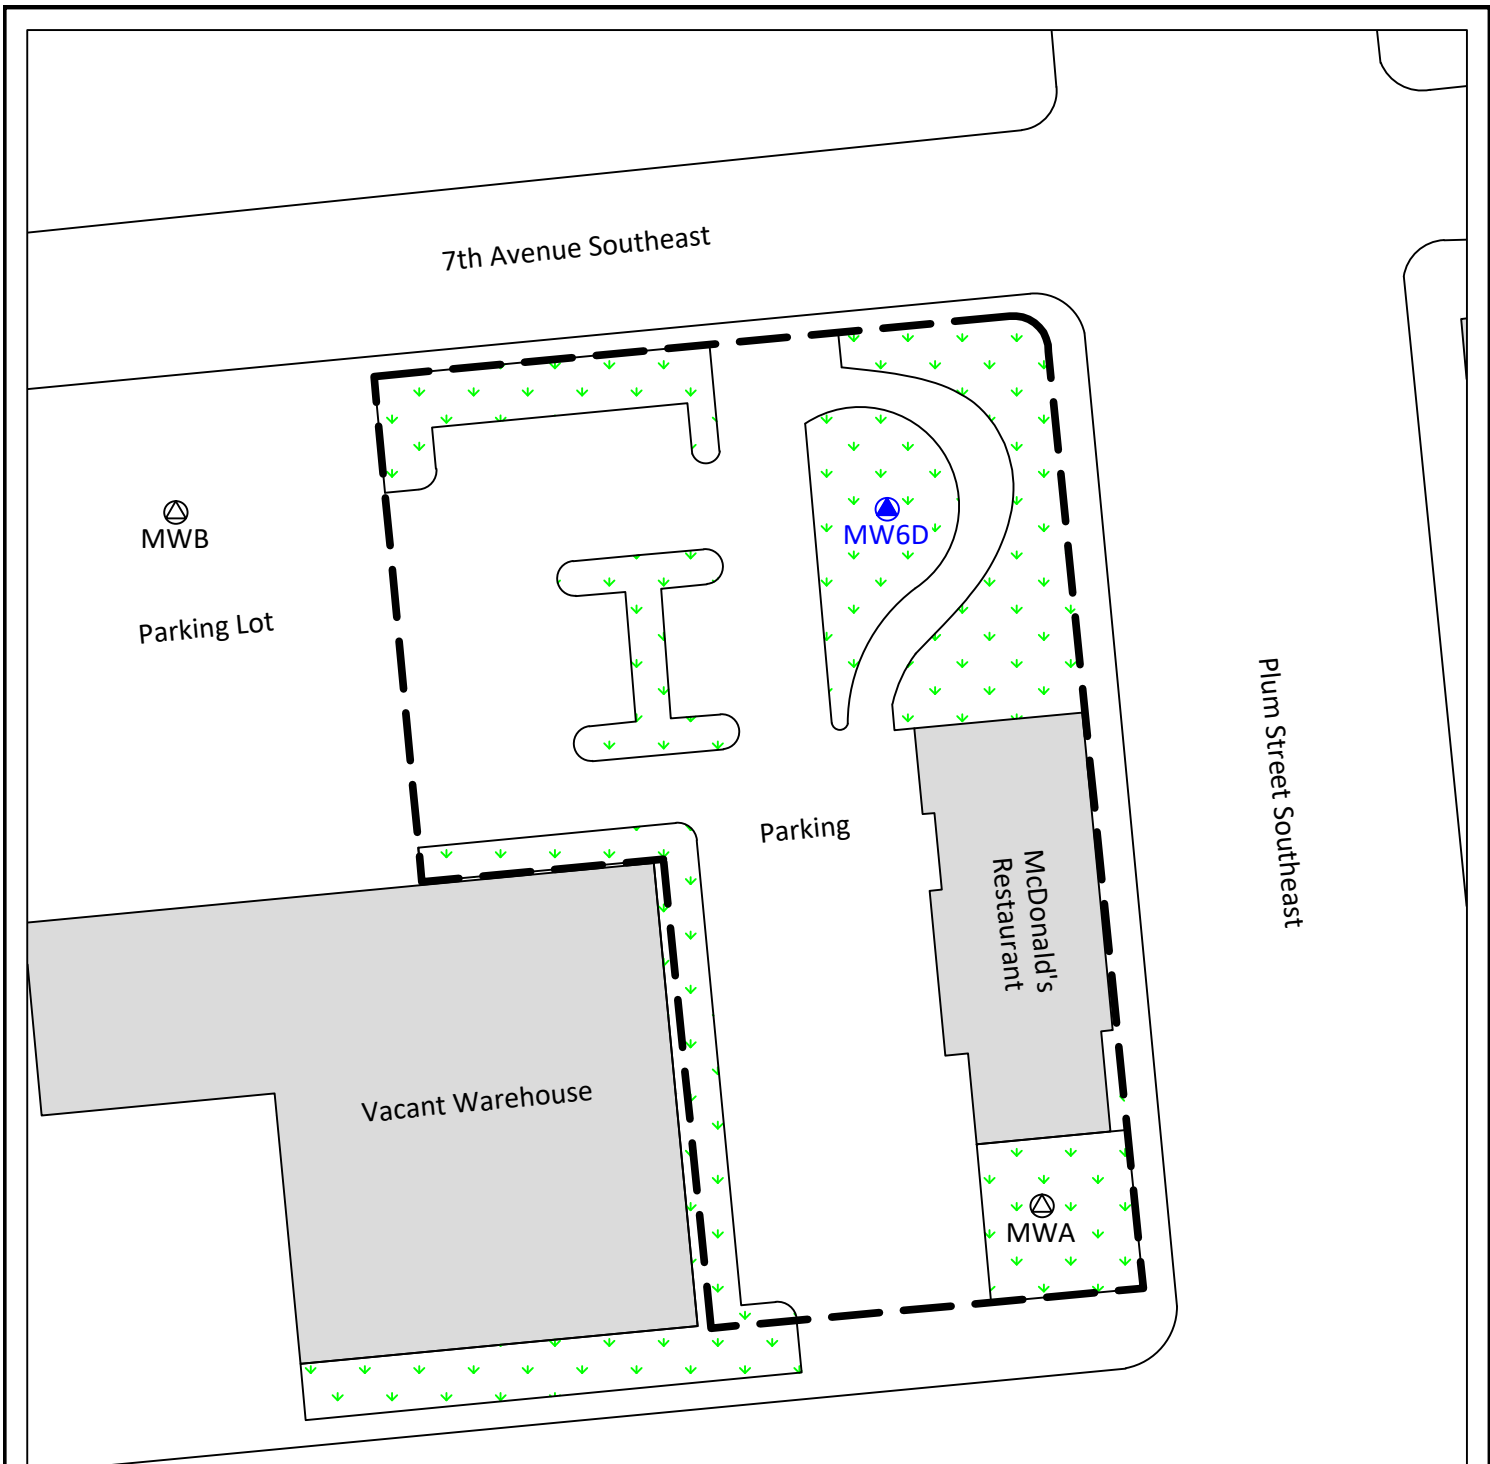 7th Avenue Southeast
MWB
MW6D
Parking Lot
Plum Street Southeast
Parking
McDonald's
Restaurant
Vacant Warehouse
MWA